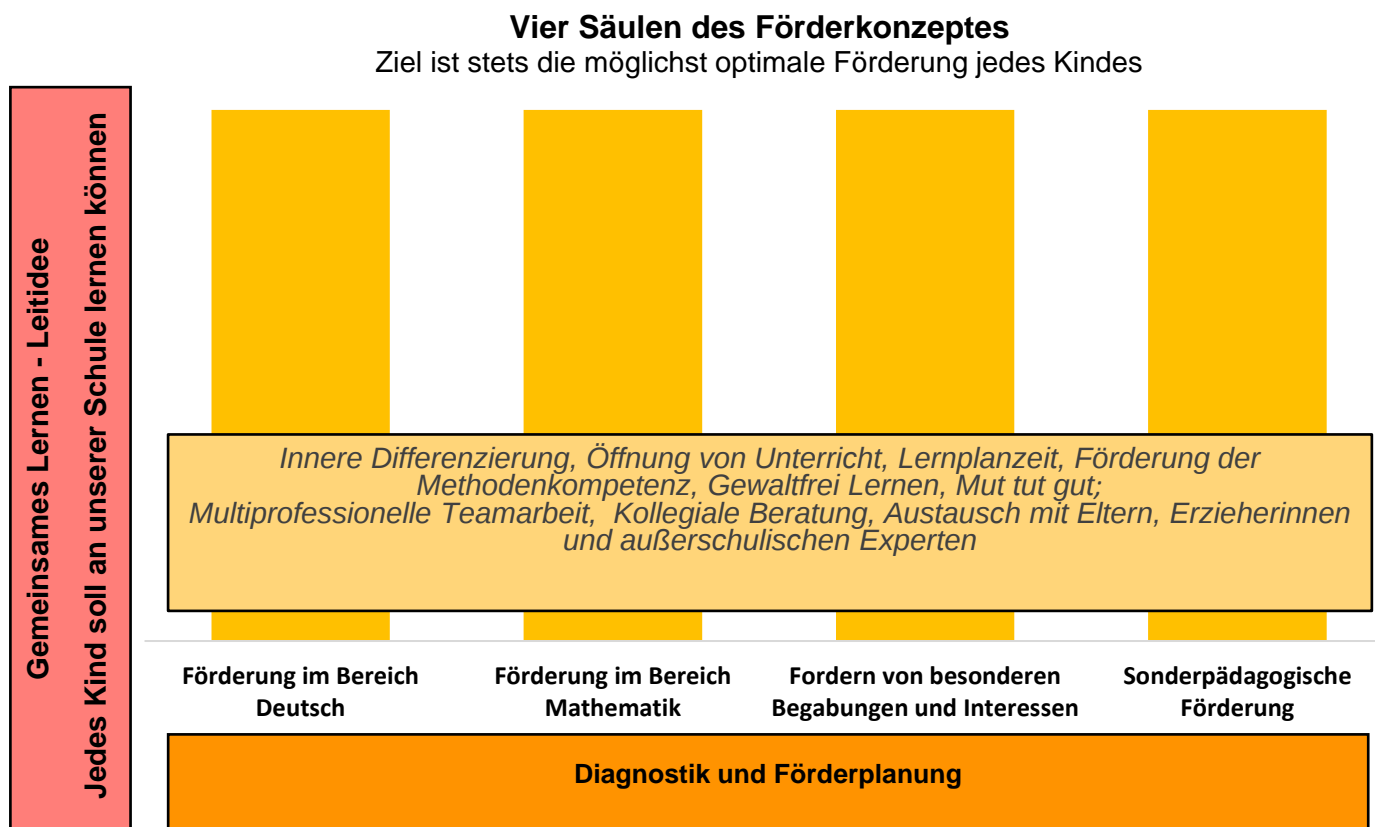 Vier Säulen des Förderkonzeptes
Ziel ist stets die möglichst optimale Förderung jedes Kindes
Gemeinsames Lernen - Leitidee
Jedes Kind soll an unserer Schule lernen können
Innere Differenzierung, Öffnung von Unterricht, Lernplanzeit, Förderung der
Methodenkompetenz, Gewaltfrei Lernen, Mut tut gut;
Multiprofessionelle Teamarbeit, Kollegiale Beratung, Austausch mit Eltern, Erzieherinnen
und außerschulischen Experten
Förderung im Bereich
Deutsch
Förderung im Bereich
Mathematik
Fordern von besonderen
Begabungen und Interessen
Sonderpädagogische
Förderung
Diagnostik und Förderplanung